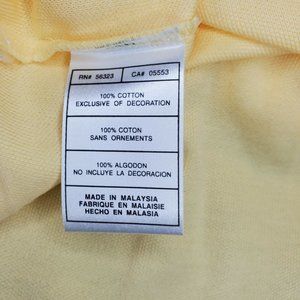 RN# 56323 CA# 05553
100% COTTON
EXCLUSIVE OF DECORATION
100% COTON
SANS ORNEMENTS
100% ALGODON
NO INCLUYE LA DECORACION
MADE IN MALAYSIA
FABRIQUE EN MALAISIE
HECHO EN MALASIA